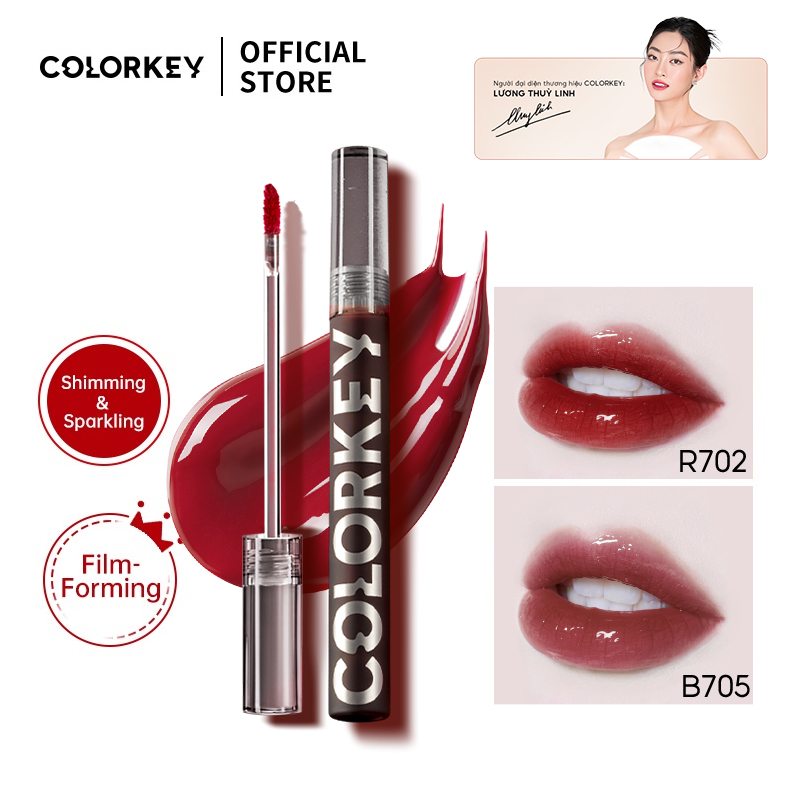 COLORKEY
OFFICIAL
STORE
Người đại diện thương hiệu COLORKEY:
LƯƠNG THUỲ LINH
Shimming
&
Sparkling
Film-
Forming
COLORKEY
R702
B705